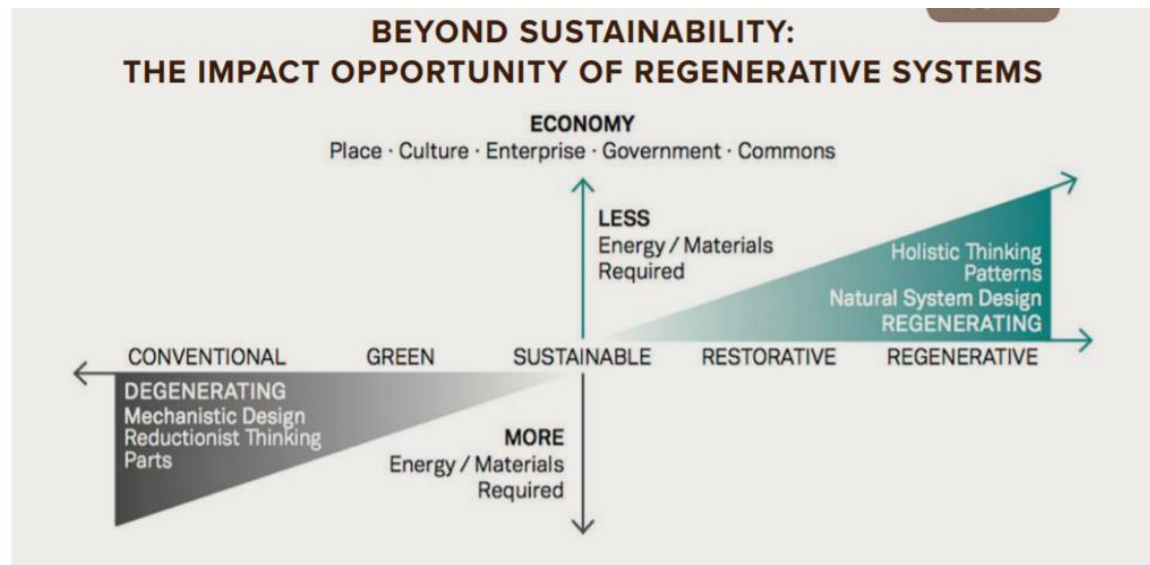 BEYOND SUSTAINABILITY:
THE IMPACT OPPORTUNITY OF REGENERATIVE SYSTEMS
ECONOMY
Place · Culture · Enterprise · Government · Commons
LESS
Energy / Materials
Required
Holistic Thinking
Patterns
Natural System Design
REGENERATING
CONVENTIONAL GREEN SUSTAINABLE RESTORATIVE REGENERATIVE
DEGENERATING
Mechanistic Design
Reductionist Thinking
Parts
MORE
Energy / Materials
Required